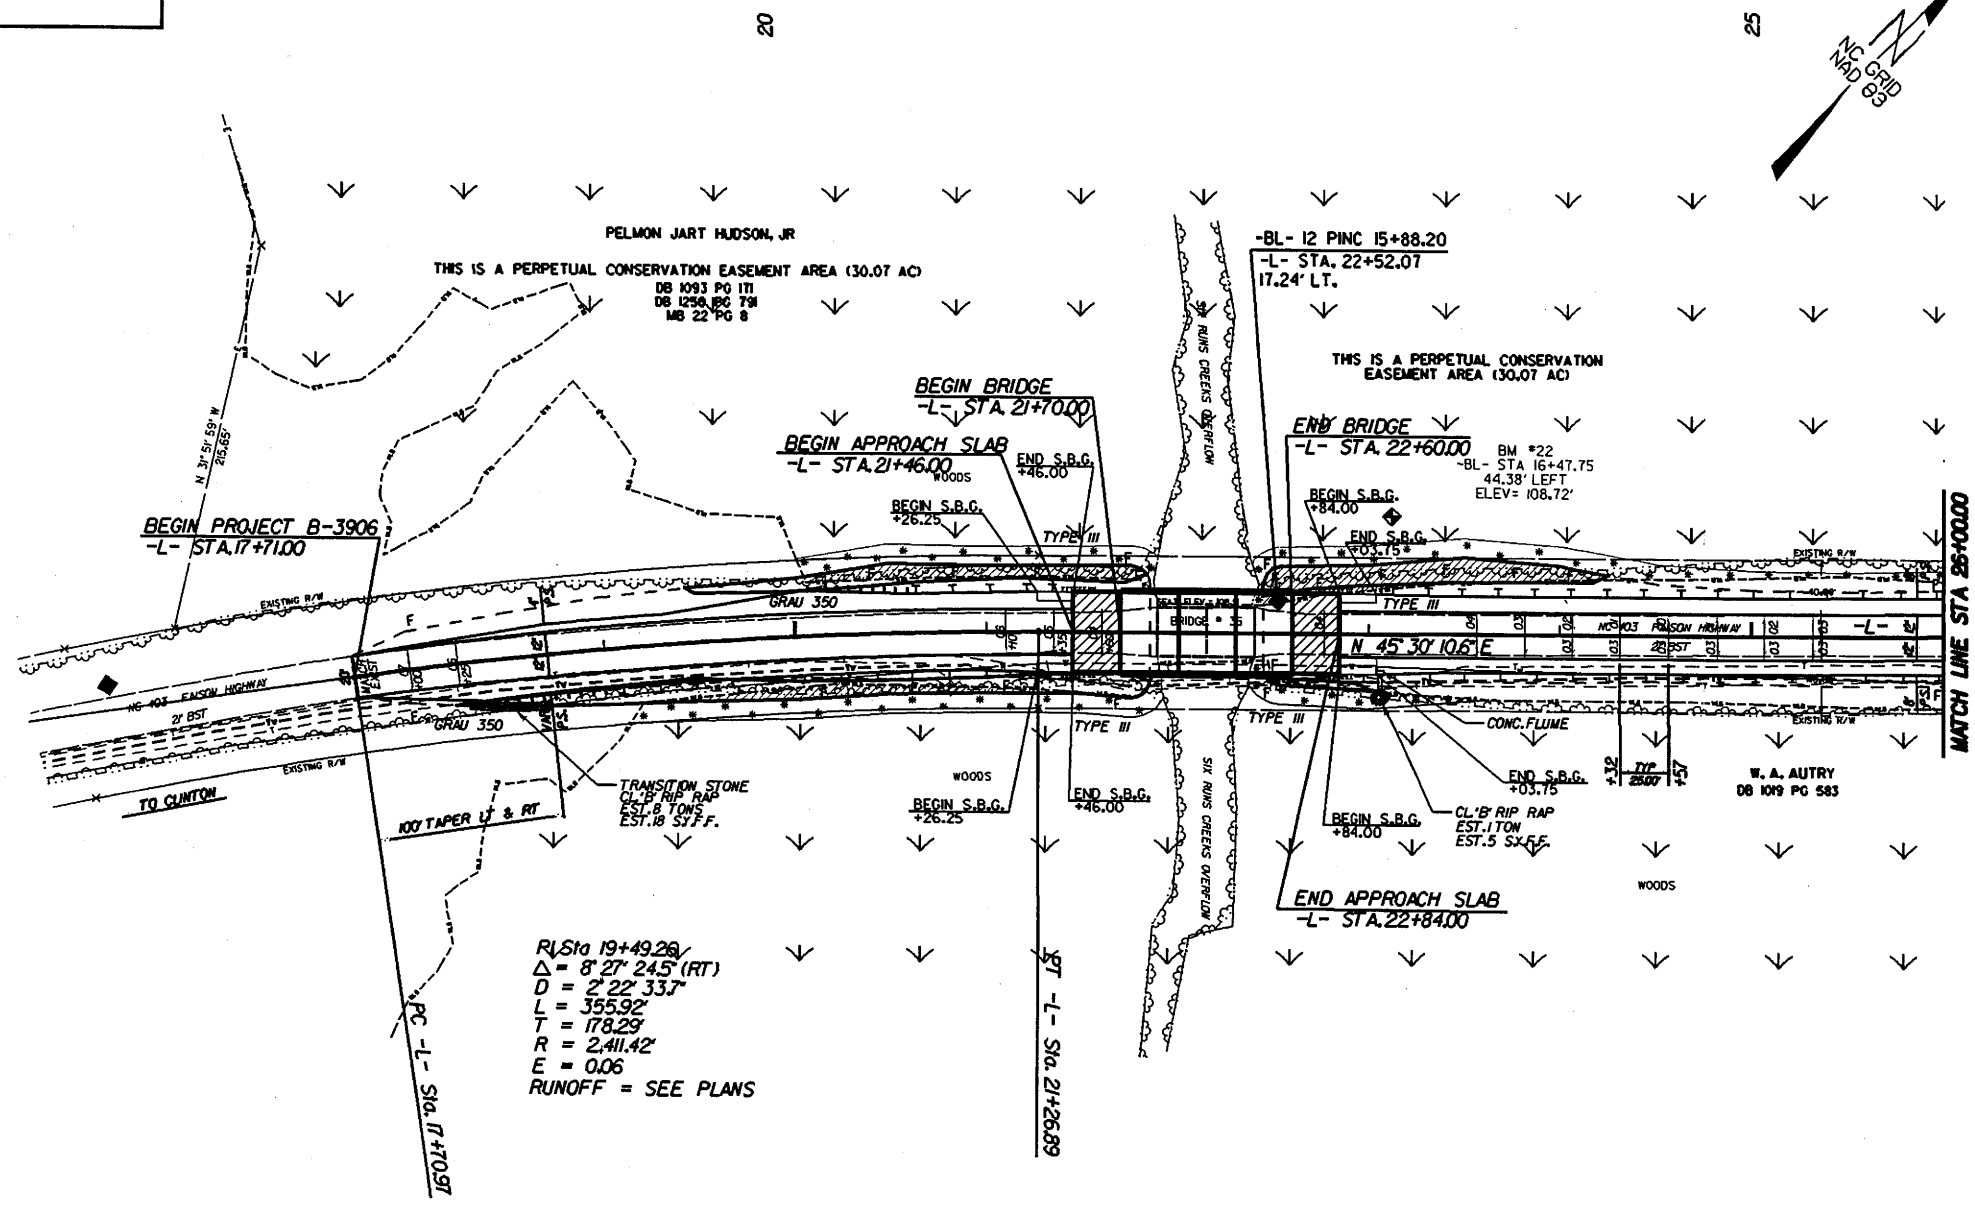 20
25
NC GRID
NAD 83
PELMON JART HUDSON, JR
THIS IS A PERPETUAL CONSERVATION EASEMENT AREA (30.07 AC)
DB 1093 PG 171
DB 1250 PG 791
MB 22 PG 8
-BL- 12 PINC 15+88.20
-L- STA. 22+52.07
17.24' LT.
SIX RUNS CREEKS OVERFLOW
THIS IS A PERPETUAL CONSERVATION
EASEMENT AREA (30.07 AC)
N 31° 51' 59" W
215.65'
BEGIN BRIDGE
-L- STA. 21+70.00
BEGIN APPROACH SLAB
-L- STA. 21+46.00
WOODS
END S.B.G.
+46.00
BEGIN S.B.G.
+26.25
END BRIDGE
-L- STA. 22+60.00
BM #22
-BL- STA 16+47.75
44.38' LEFT
ELEV= 108.72'
BEGIN S.B.G.
+84.00
END S.B.G.
+03.75
BEGIN PROJECT B-3906
-L- STA. 17+71.00
TYPE III
EXISTING R/W
EXISTING R/W
GRAU 350
TYPE III
F
BRIDGE # 35
NC 403 FAISON HIGHWAY
-L-
N 45° 30' 10.6" E
21' BST
MATCH LINE STA 26+00.00
NC 403 FAISON HIGHWAY
21' BST
GRAU 350
EXISTING R/W
TYPE III
TYPE III
CONC. FLUME
EXISTING R/W
TO CLINTON
100' TAPER LT & RT
TRANSITION STONE
CL 'B' RIP RAP
EST. 8 TONS
EST. 18 SY F.F.
WOODS
BEGIN S.B.G.
+26.25
END S.B.G.
+46.00
SIX RUNS CREEKS OVERFLOW
BEGIN S.B.G.
+84.00
END S.B.G.
+03.75
CL 'B' RIP RAP
EST. 1 TON
EST. 5 SY F.F.
+32
TYP
25.00'
+57
W. A. AUTRY
DB 1019 PG 583
WOODS
END APPROACH SLAB
-L- STA. 22+84.00
PI Sta 19+49.26
Δ = 8° 27' 24.5" (RT)
D = 2° 22' 33.7"
L = 355.92'
T = 178.29'
R = 2,411.42'
E = 0.06
RUNOFF = SEE PLANS
PC -L- Sta. 17+70.97
PT -L- Sta. 21+26.89